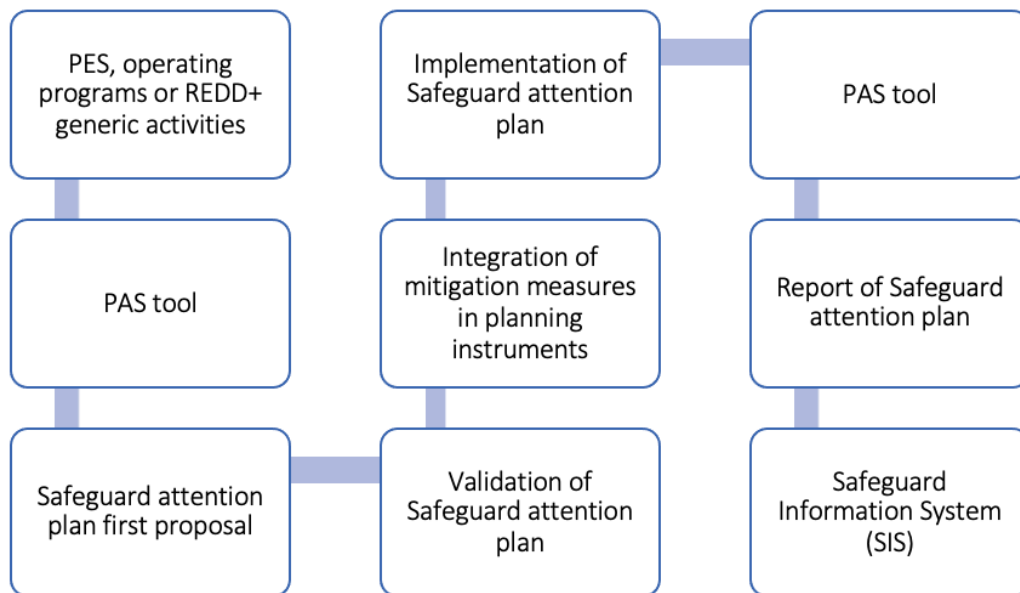 PES, operating
programs or REDD+
generic activities
PAS tool
Safeguard attention
plan first proposal
Validation of
Safeguard attention
plan
Integration of
mitigation measures
in planning
instruments
Implementation of
Safeguard attention
plan
PAS tool
Report of Safeguard
attention plan
Safeguard
Information System
(SIS)